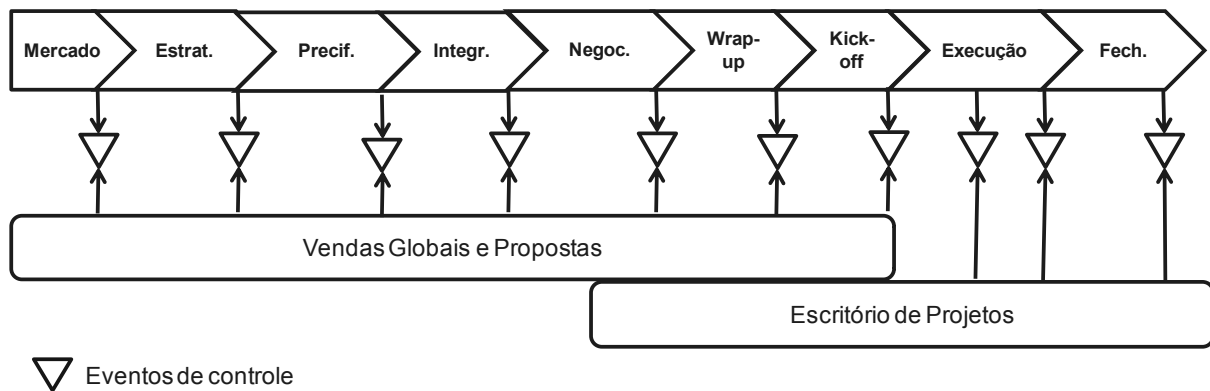 Mercado
Estrat.
Precif.
Integr.
Negoc.
Wrap-
up
Kick-
off
Execução
Fech.
Vendas Globais e Propostas
Escritório de Projetos
Eventos de controle